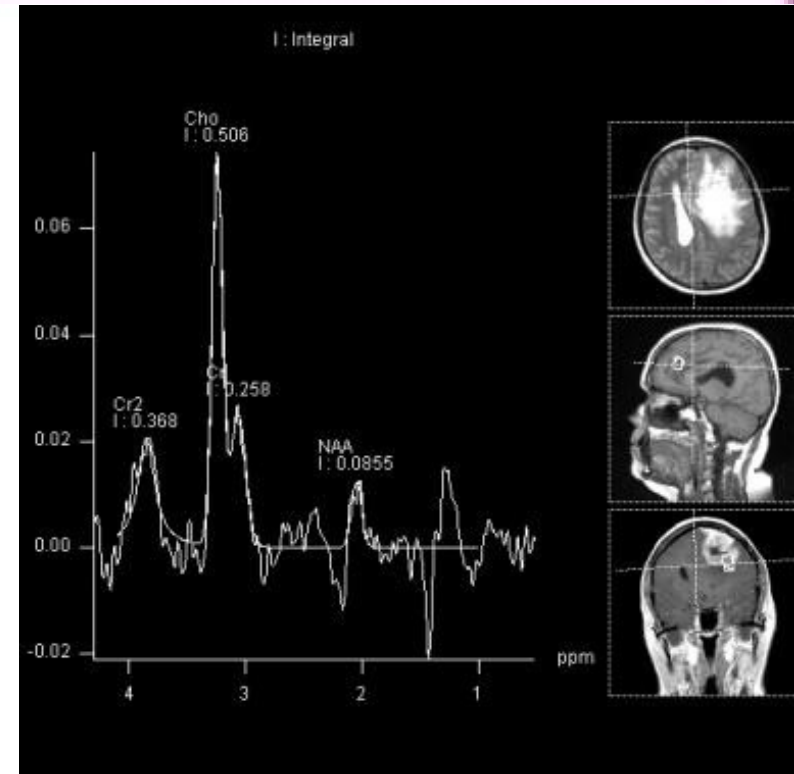 I : Integral
Cho
I : 0.506
0.06
0.04
Cr
I : 0.258
Cr2
I : 0.368
0.02
NAA
I : 0.0855
0.00
-0.02
ppm
4 3 2 1